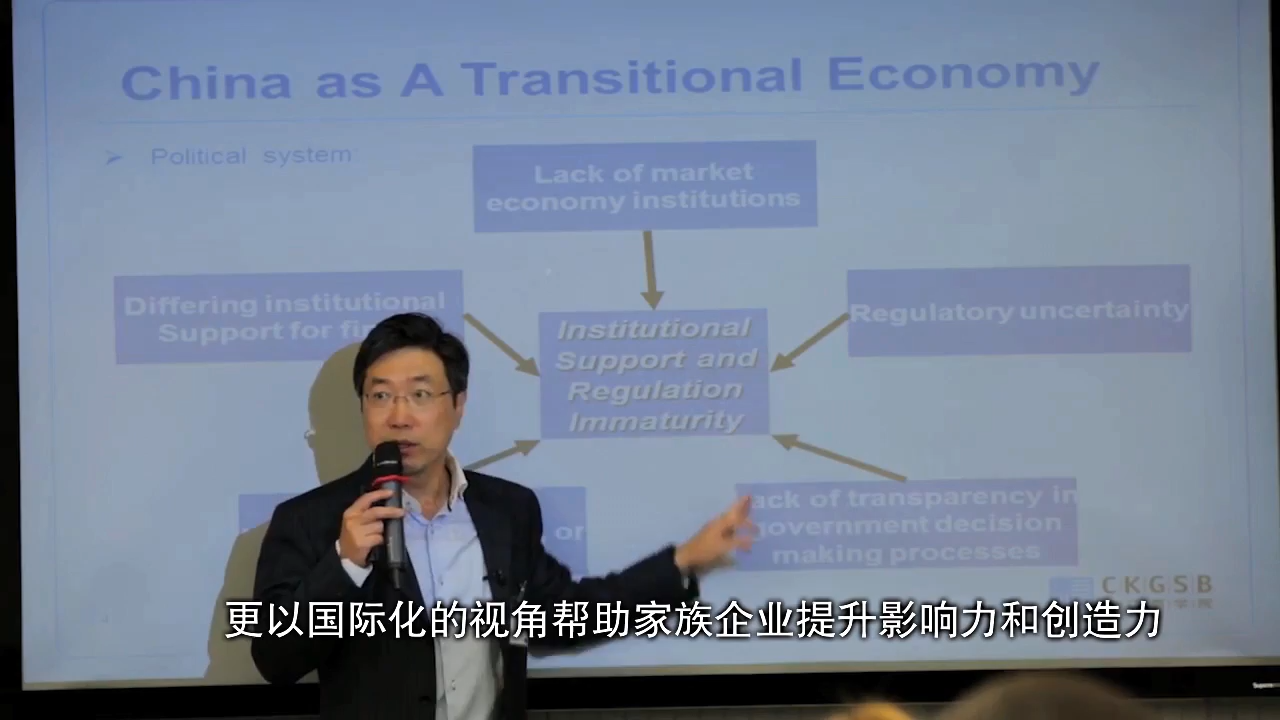 China as A Transitional Economy
Political system
Lack of market
economy institutions
Differing institutional
Support for
Regulatory uncertainty
Institutional
Support and
Regulation
Immaturity
or
ack of transparency in
government decision
making processes
CKGSB
学院
更以国际化的视角帮助家族企业提升影响力和创造力